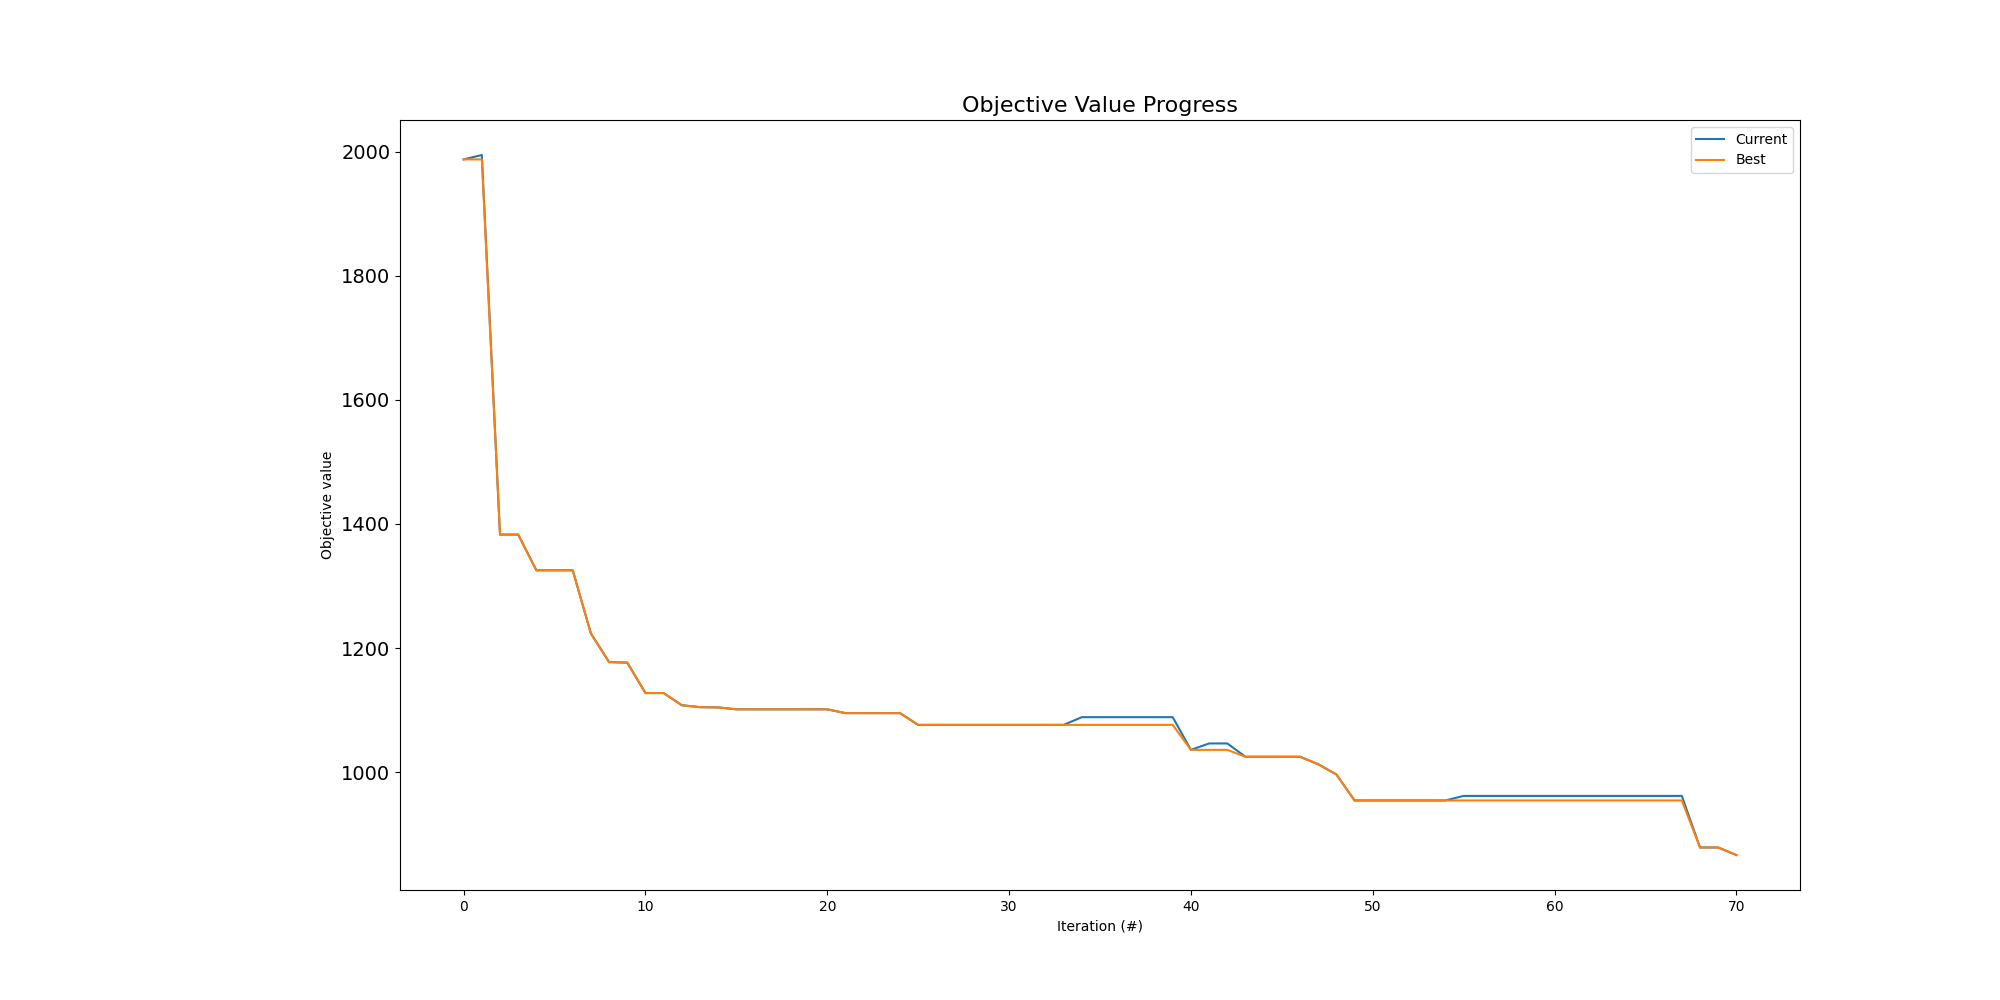 Objective Value Progress
Current
Best
2000
1800
1600
1400
1200
1000
Objective value
0 10 20 30 40 50 60 70
Iteration (#)